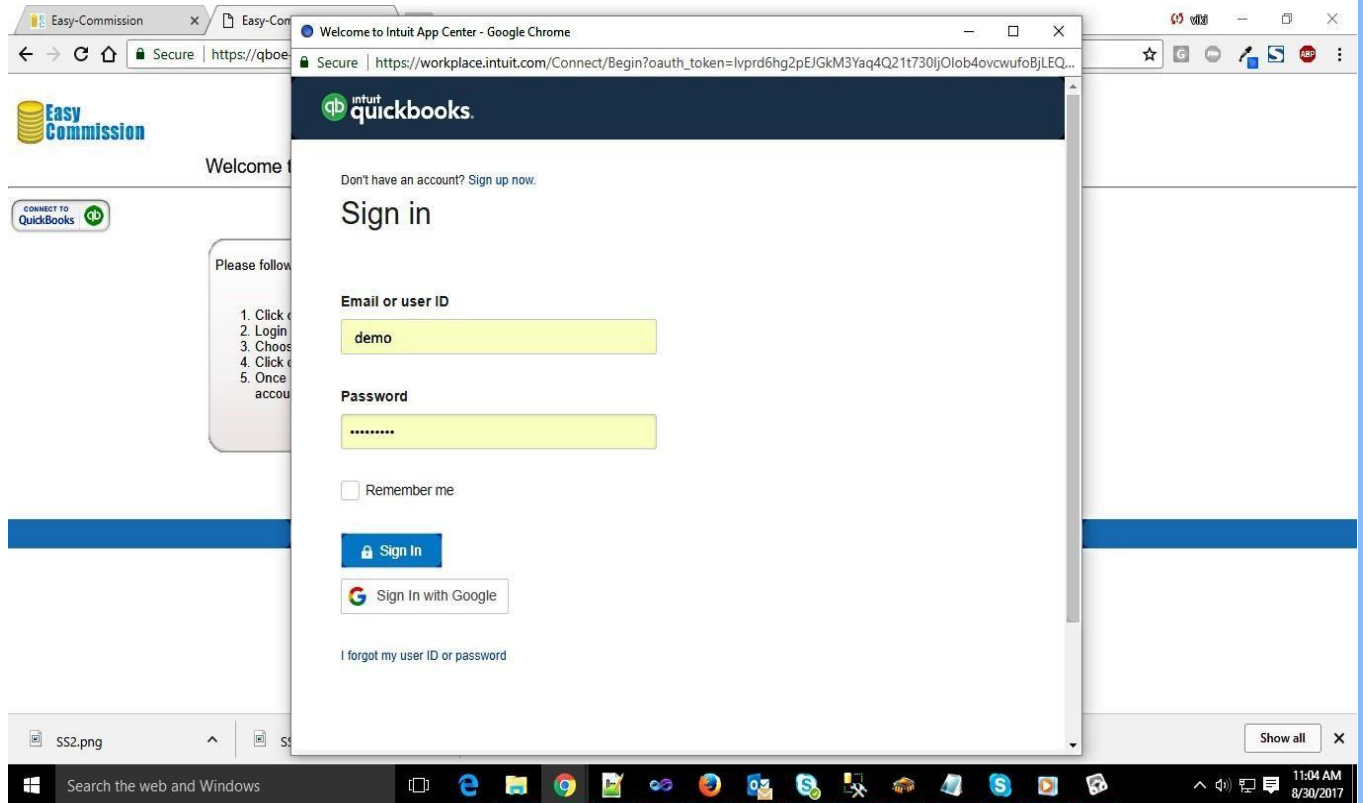 Easy-Commission
Easy-Con
Welcome to Intuit App Center - Google Chrome
Secure
https://qboe-
Secure
https://workplace.intuit.com/Connect/Begin?oauth_token=
ABP
Easy
Commission
intuit
quickbooks.
Welcome t
Don't have an account? Sign up now.
Sign in
CONNECT TO
QuickBooks
qb
Please follow
Email or user ID
demo
1. Click
2. Login
3. Choos
4. Click
5. Once
accou
Password
•••••••••
Remember me
Sign In
Sign In with Google
I forgot my user ID or password
SS2.png
Show all
Search the web and Windows
11:04 AM
8/30/2017